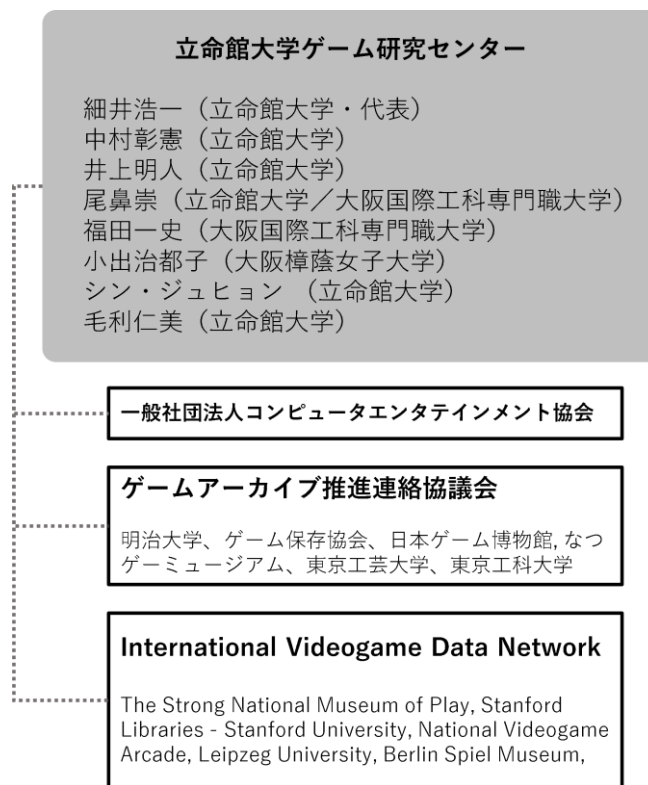 立命館大学ゲーム研究センター
細井浩一（立命館大学・代表）
中村彰憲（立命館大学）
井上明人（立命館大学）
尾鼻崇（立命館大学／大阪国際工科専門職大学）
福田一史（大阪国際工科専門職大学）
小出治都子（大阪樟蔭女子大学）
シン・ジュヒョン （立命館大学）
毛利仁美（立命館大学）
一般社団法人コンピュータエンタテインメント協会
ゲームアーカイブ推進連絡協議会
明治大学、ゲーム保存協会、日本ゲーム博物館, なつ
ゲーミュージアム、東京工芸大学、東京工科大学
International Videogame Data Network
The Strong National Museum of Play, Stanford
Libraries - Stanford University, National Videogame
Arcade, Leipzeg University, Berlin Spiel Museum,